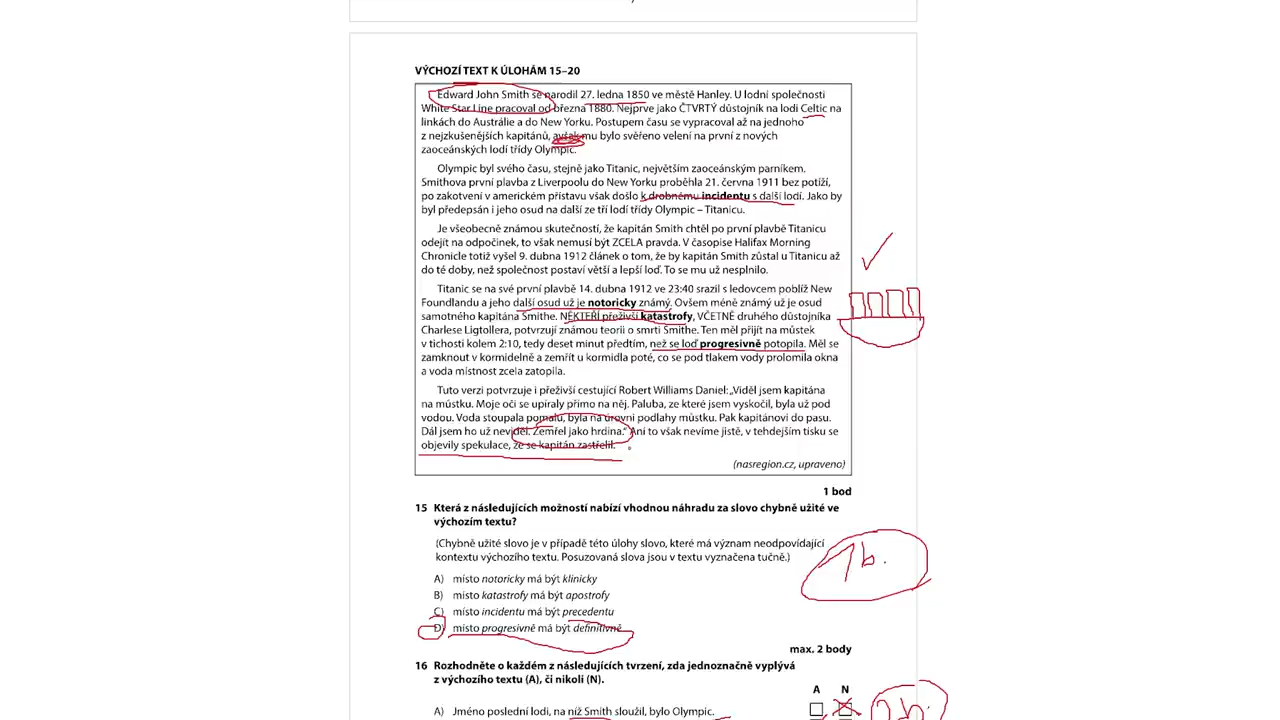 VÝCHOZÍ TEXT K ÚLOHÁM 15–20
Edward John Smith se narodil 27. ledna 1850 ve městě Hanley. U lodní společnosti
White Star Line pracoval od března 1880. Nejprve jako ČTVRTÝ důstojník na lodi Celtic na
linkách do Austrálie a do New Yorku. Postupem času se vypracoval až na jednoho
z nejzkušenějších kapitánů, avšak mu bylo svěřeno velení na první z nových
zaoceánských lodí třídy Olympic.
Olympic byl svého času, stejně jako Titanic, největším zaoceánským parníkem.
Smithova první plavba z Liverpoolu do New Yorku proběhla 21. června 1911 bez potíží,
po zakotvení v americkém přístavu však došlo k drobnému incidentu s další lodí. Jako by
byl předepsán i jeho osud na další ze tří lodí třídy Olympic – Titanicu.
Je všeobecně známou skutečností, že kapitán Smith chtěl po první plavbě Titanicu
odejít na odpočinek, to však nemusí být ZCELA pravda. V časopise Halifax Morning
Chronicle totiž vyšel 9. dubna 1912 článek o tom, že by kapitán Smith zůstal u Titanicu až
do té doby, než společnost postaví větší a lepší loď. To se mu už nesplnilo.
Titanic se na své první plavbě 14. dubna 1912 ve 23:40 srazil s ledovcem poblíž New
Foundlandu a jeho další osud už je notoricky známý. Ovšem méně známý už je osud
samotného kapitána Smithe. NĚKTEŘÍ přeživší katastrofy, VČETNĚ druhého důstojníka
Charlese Ligtollera, potvrzují známou teorii o smrti Smithe. Ten měl přijít na můstek
v tichosti kolem 2:10, tedy deset minut předtím, než se loď progresivně potopila. Měl se
zamknout v kormidelně a zemřít u kormidla poté, co se pod tlakem vody prolomila okna
a voda místnost zcela zatopila.
Tuto verzi potvrzuje i přeživší cestující Robert Williams Daniel: „Viděl jsem kapitána
na můstku. Moje oči se upíraly přímo na něj. Paluba, ze které jsem vyskočil, byla už pod
vodou. Voda stoupala pomalu, byla na úrovni podlahy můstku. Pak kapitánovi do pasu.
Dál jsem ho už neviděl. Zemřel jako hrdina.“ Ani to však nevíme jistě, v tehdejším tisku se
objevily spekulace, že se kapitán zastřelil.
(nasregion.cz, upraveno)
1 bod
15 Která z následujících možností nabízí vhodnou náhradu za slovo chybně užité ve
výchozím textu?
(Chybně užité slovo je v případě této úlohy slovo, které má význam neodpovídající
kontextu výchozího textu. Posuzovaná slova jsou v textu vyznačena tučně.)
1b.
A) místo notoricky má být klinicky
B) místo katastrofy má být apostrofy
C) místo incidentu má být precedentu
D) místo progresivně má být definitivně
max. 2 body
16 Rozhodněte o každém z následujících tvrzení, zda jednoznačně vyplývá
z výchozího textu (A), či nikoli (N).
A N
A) Jméno poslední lodi, na níž Smith sloužil, bylo Olympic.